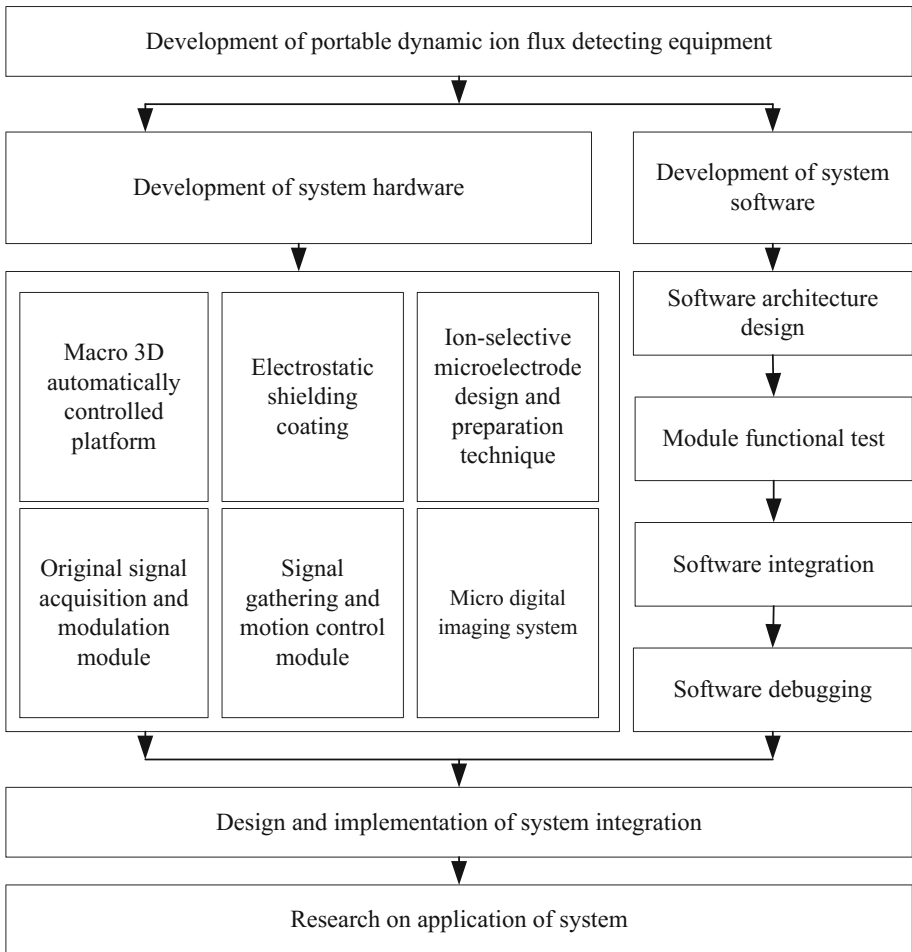 Development of portable dynamic ion flux detecting equipment
Development of system hardware
Development of system
software
Macro 3D
automatically
controlled
platform
Electrostatic
shielding
coating
Ion-selective
microelectrode
design and
preparation
technique
Original signal
acquisition and
modulation
module
Signal
gathering and
motion control
module
Micro digital
imaging system
Software architecture
design
Module functional test
Software integration
Software debugging
Design and implementation of system integration
Research on application of system